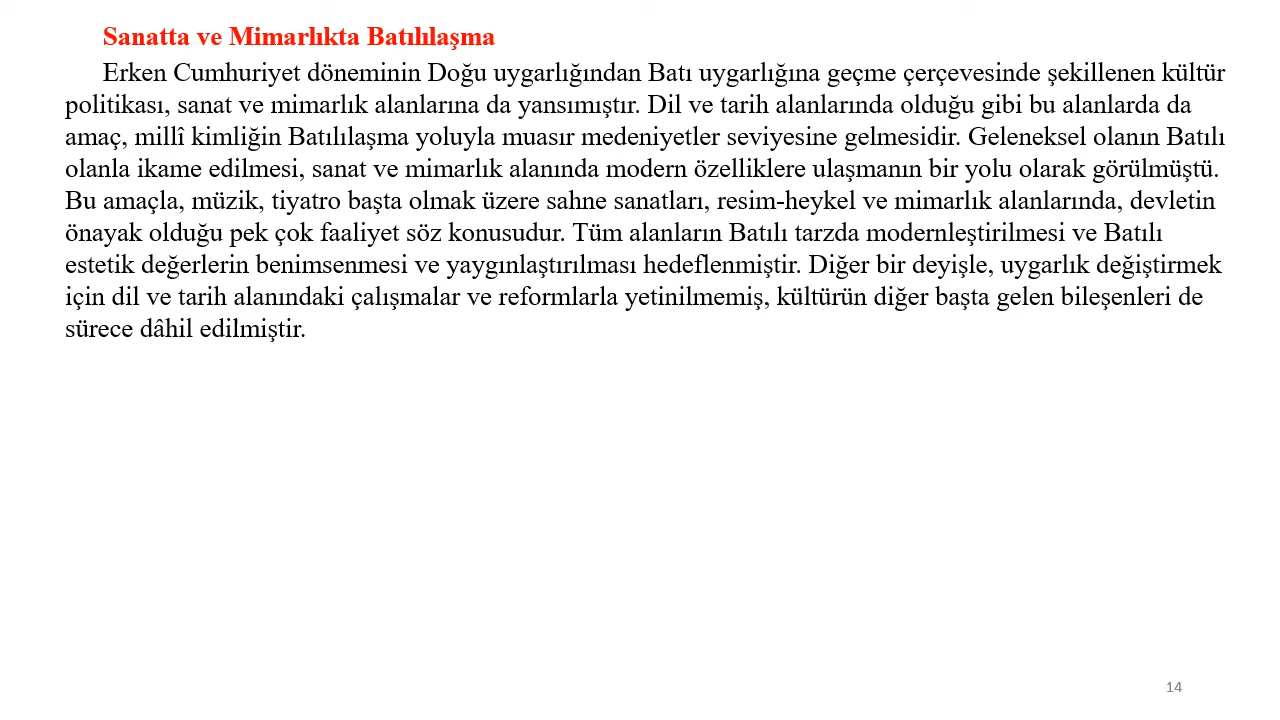 Sanatta ve Mimarlıkta Batılılaşma
Erken Cumhuriyet döneminin Doğu uygarlığından Batı uygarlığına geçme çerçevesinde şekillenen kültür
politikası, sanat ve mimarlık alanlarına da yansımıştır. Dil ve tarih alanlarında olduğu gibi bu alanlarda da
amaç, millî kimliğin Batılılaşma yoluyla muasır medeniyetler seviyesine gelmesidir. Geleneksel olanın Batılı
olanla ikame edilmesi, sanat ve mimarlık alanında modern özelliklere ulaşmanın bir yolu olarak görülmüştü.
Bu amaçla, müzik, tiyatro başta olmak üzere sahne sanatları, resim-heykel ve mimarlık alanlarında, devletin
önayak olduğu pek çok faaliyet söz konusudur. Tüm alanların Batılı tarzda modernleştirilmesi ve Batılı
estetik değerlerin benimsenmesi ve yaygınlaştırılması hedeflenmiştir. Diğer bir deyişle, uygarlık değiştirmek
için dil ve tarih alanındaki çalışmalar ve reformlarla yetinilmemiş, kültürün diğer başta gelen bileşenleri de
sürece dâhil edilmiştir.
14